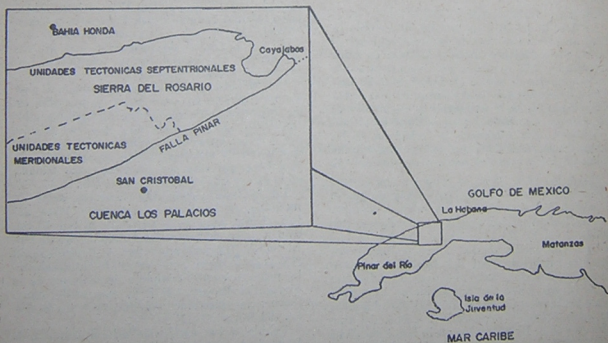 BAHIA HONDA
Cayajabos
UNIDADES TECTONICAS SEPTENTRIONALES
SIERRA DEL ROSARIO
UNIDADES TECTONICAS
MERIDIONALES
FALLA PINAR
SAN CRISTOBAL
CUENCA LOS PALACIOS
GOLFO DE MEXICO
La Habana
Matanzas
Pinar del Río
Isla de la
Juventud
MAR CARIBE